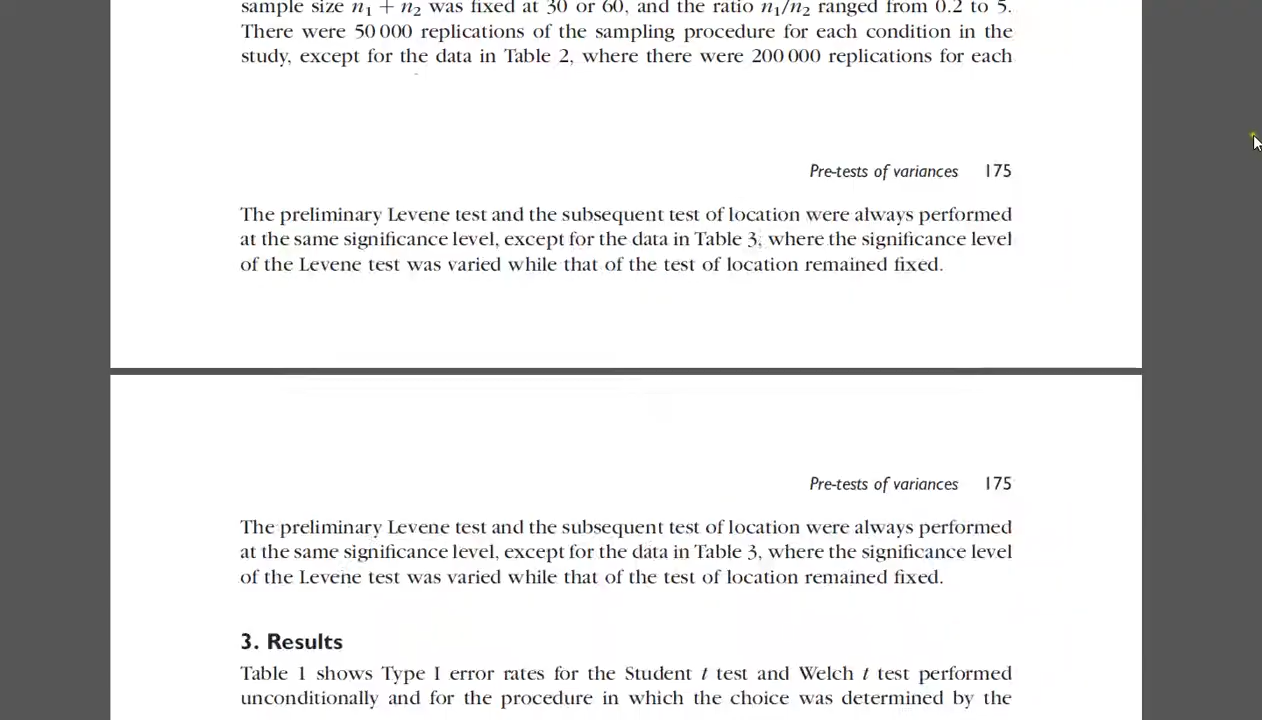 sample size n₁ + n₂ was fixed at 30 or 60, and the ratio n₁/n₂ ranged from 0.2 to 5.
There were 50 000 replications of the sampling procedure for each condition in the
study, except for the data in Table 2, where there were 200 000 replications for each
Pre-tests of variances 175
The preliminary Levene test and the subsequent test of location were always performed
at the same significance level, except for the data in Table 3, where the significance level
of the Levene test was varied while that of the test of location remained fixed.
Pre-tests of variances 175
The preliminary Levene test and the subsequent test of location were always performed
at the same significance level, except for the data in Table 3, where the significance level
of the Levene test was varied while that of the test of location remained fixed.
3. Results
Table 1 shows Type I error rates for the Student t test and Welch t test performed
unconditionally and for the procedure in which the choice was determined by the